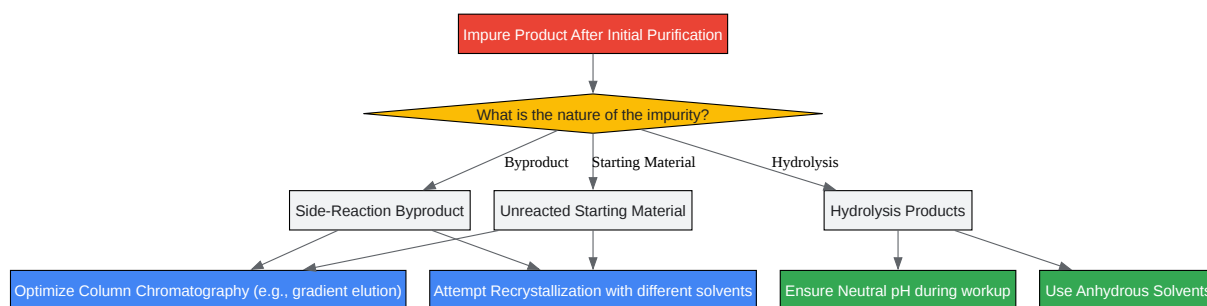 Impure Product After Initial Purification
What is the nature of the impurity?
Byproduct
Starting Material
Hydrolysis
Side-Reaction Byproduct
Unreacted Starting Material
Hydrolysis Products
Optimize Column Chromatography (e.g., gradient elution)
Attempt Recrystallization with different solvents
Ensure Neutral pH during workup
Use Anhydrous Solvents